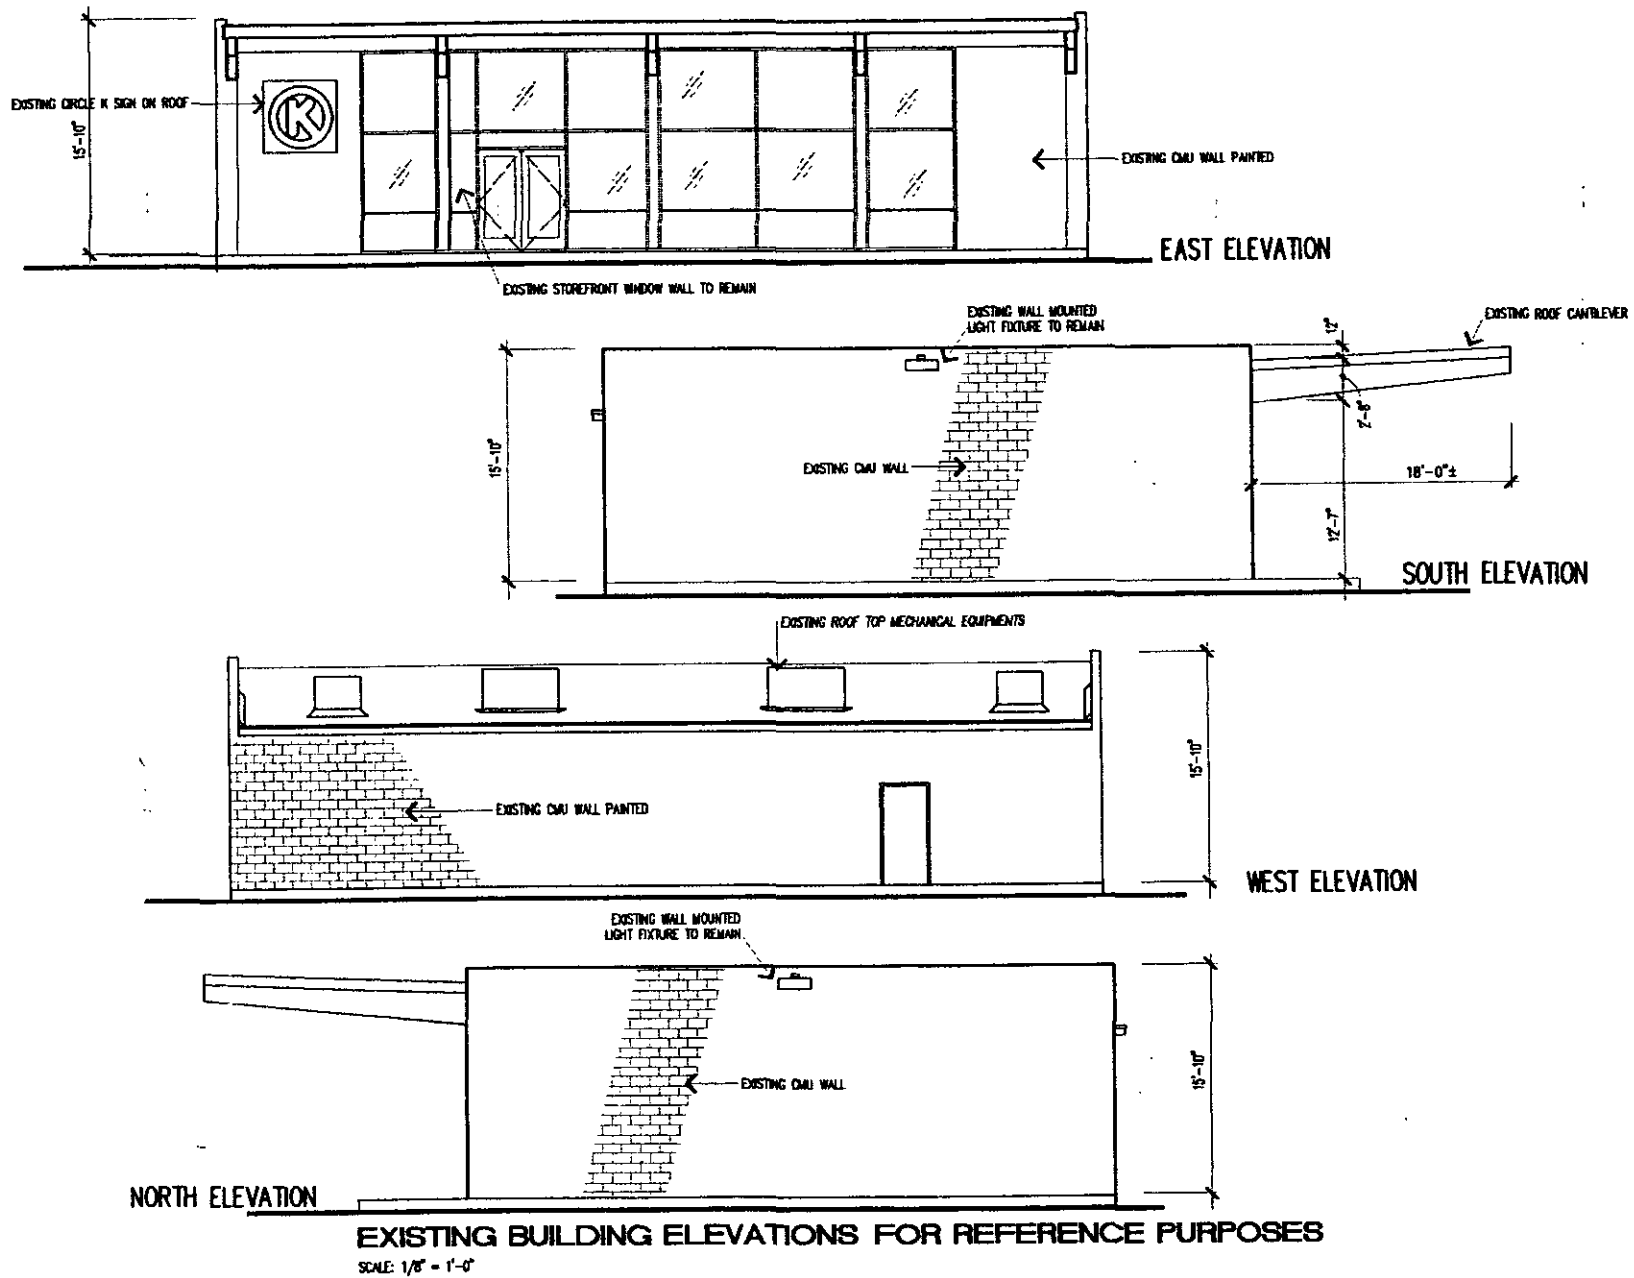 EXISTING CIRCLE K SIGN ON ROOF
K
15'-10"
EXISTING CMU WALL PAINTED
EAST ELEVATION
EXISTING STOREFRONT WINDOW WALL TO REMAIN
EXISTING WALL MOUNTED
LIGHT FIXTURE TO REMAIN
12"
EXISTING ROOF CANTILEVER
15'-10"
2'-8"
EXISTING CMU WALL
18'-0"±
12'-7"
SOUTH ELEVATION
EXISTING ROOF TOP MECHANICAL EQUIPMENTS
15'-10"
EXISTING CMU WALL PAINTED
WEST ELEVATION
EXISTING WALL MOUNTED
LIGHT FIXTURE TO REMAIN
15'-10"
EXISTING CMU WALL
NORTH ELEVATION
EXISTING BUILDING ELEVATIONS FOR REFERENCE PURPOSES
SCALE: 1/8" = 1'-0"